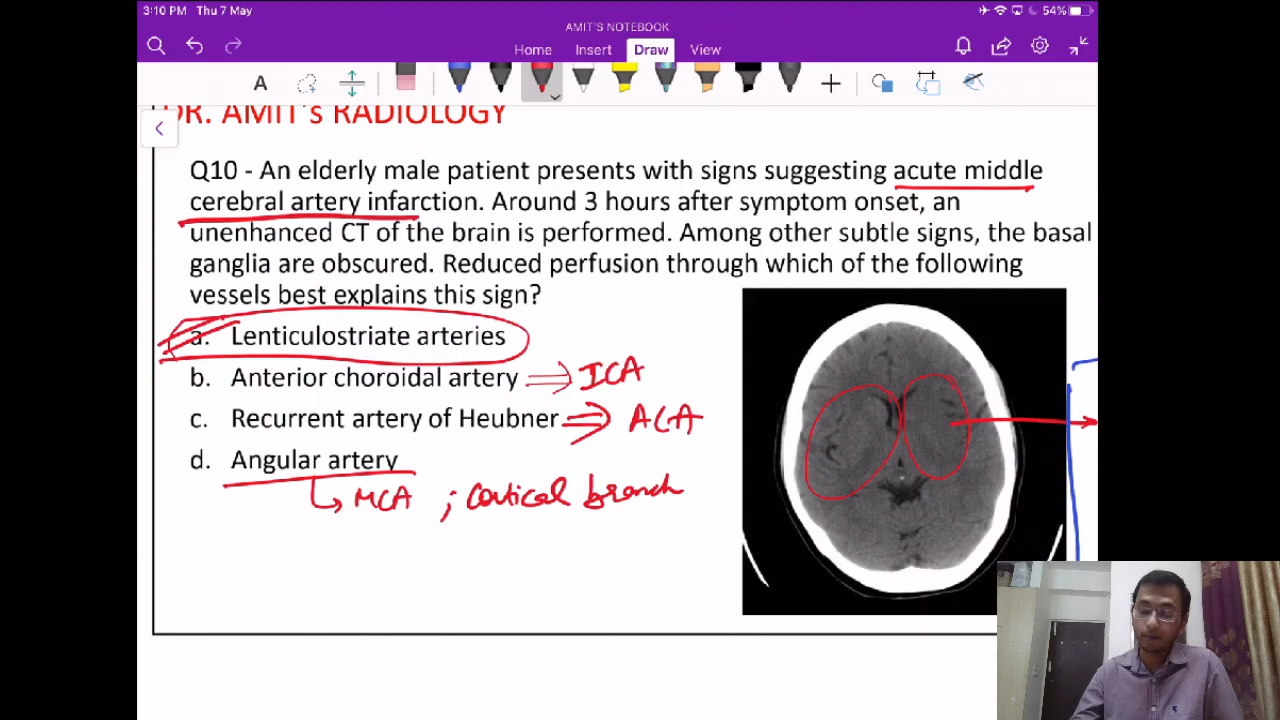 3:10 PM Thu 7 May
54%
AMIT'S NOTEBOOK
Home Insert Draw View
DR. AMIT's RADIOLOGY
Q10 - An elderly male patient presents with signs suggesting acute middle
cerebral artery infarction. Around 3 hours after symptom onset, an
unenhanced CT of the brain is performed. Among other subtle signs, the basal
ganglia are obscured. Reduced perfusion through which of the following
vessels best explains this sign?
a. Lenticulostriate arteries
b. Anterior choroidal artery ⇒ ICA
c. Recurrent artery of Heubner ⇒ ACA
d. Angular artery
↳ MCA ; Cortical branch